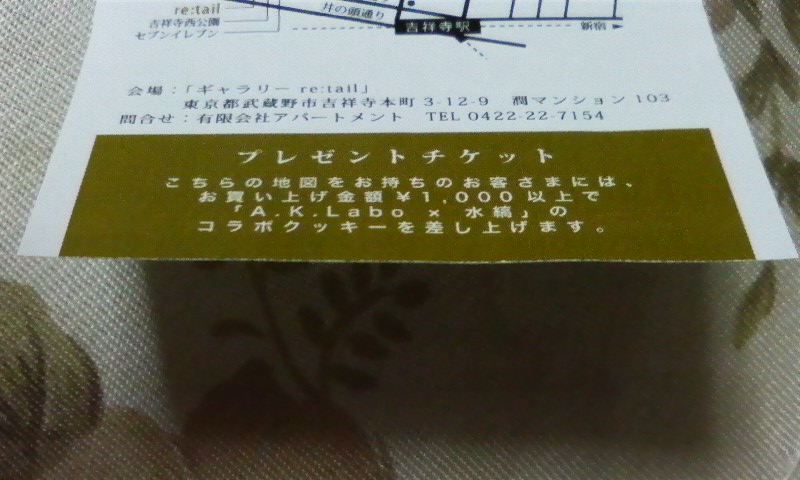 re:tail
吉祥寺西公園
セブンイレブン
井の頭通り
吉祥寺駅
新宿▶
会場：「ギャラリー re:tail」
東京都武蔵野市吉祥寺本町 3-12-9 潤マンション 103
問合せ：有限会社アパートメント TEL 0422-22-7154
プレゼントチケット
こちらの地図をお持ちのお客さまには、
お買い上げ金額￥1,000以上で
「A.K.Labo × 水縞」の
コラボクッキーを差し上げます。